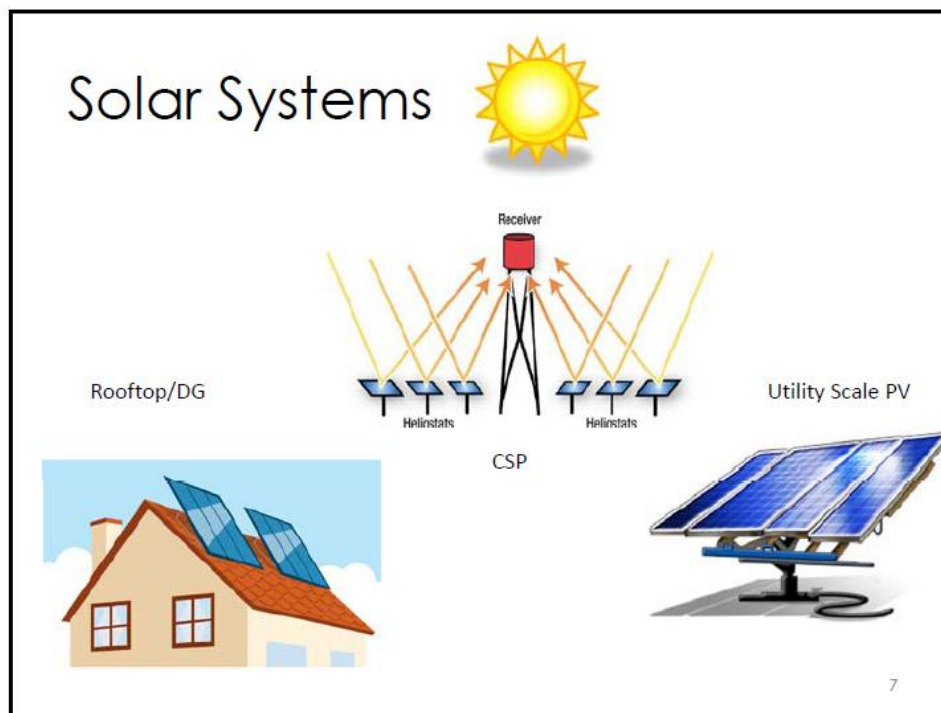 Solar Systems
Receiver
Rooftop/DG
Utility Scale PV
Heliostats
Heliostats
CSP
7